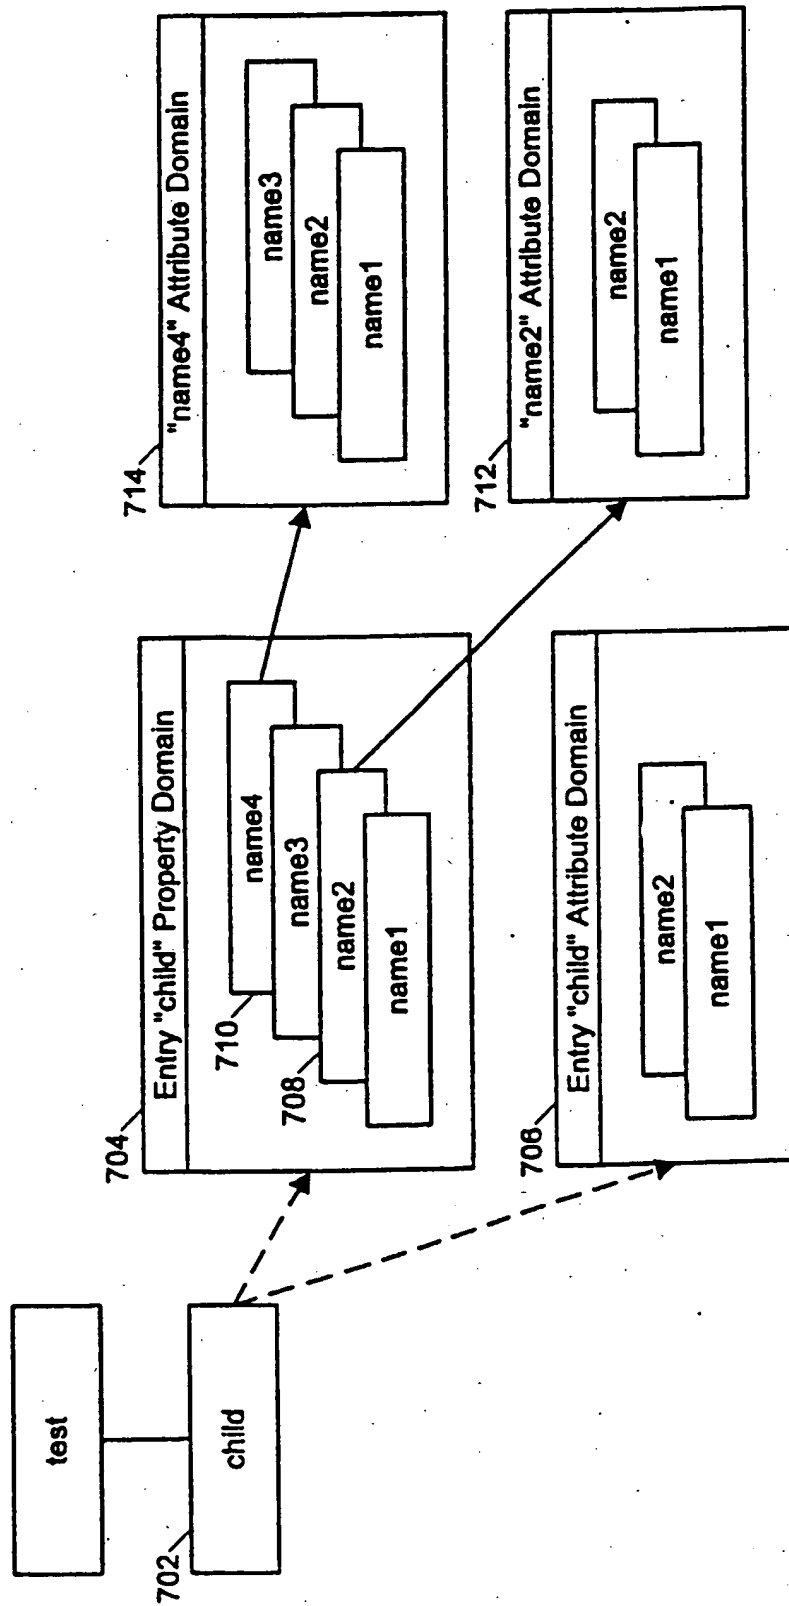 test
702
child
704
Entry "child" Property Domain
710
name4
name3
708
name2
name1
706
Entry "child" Attribute Domain
name2
name1
714
"name4" Attribute Domain
name3
name2
name1
712
"name2" Attribute Domain
name2
name1